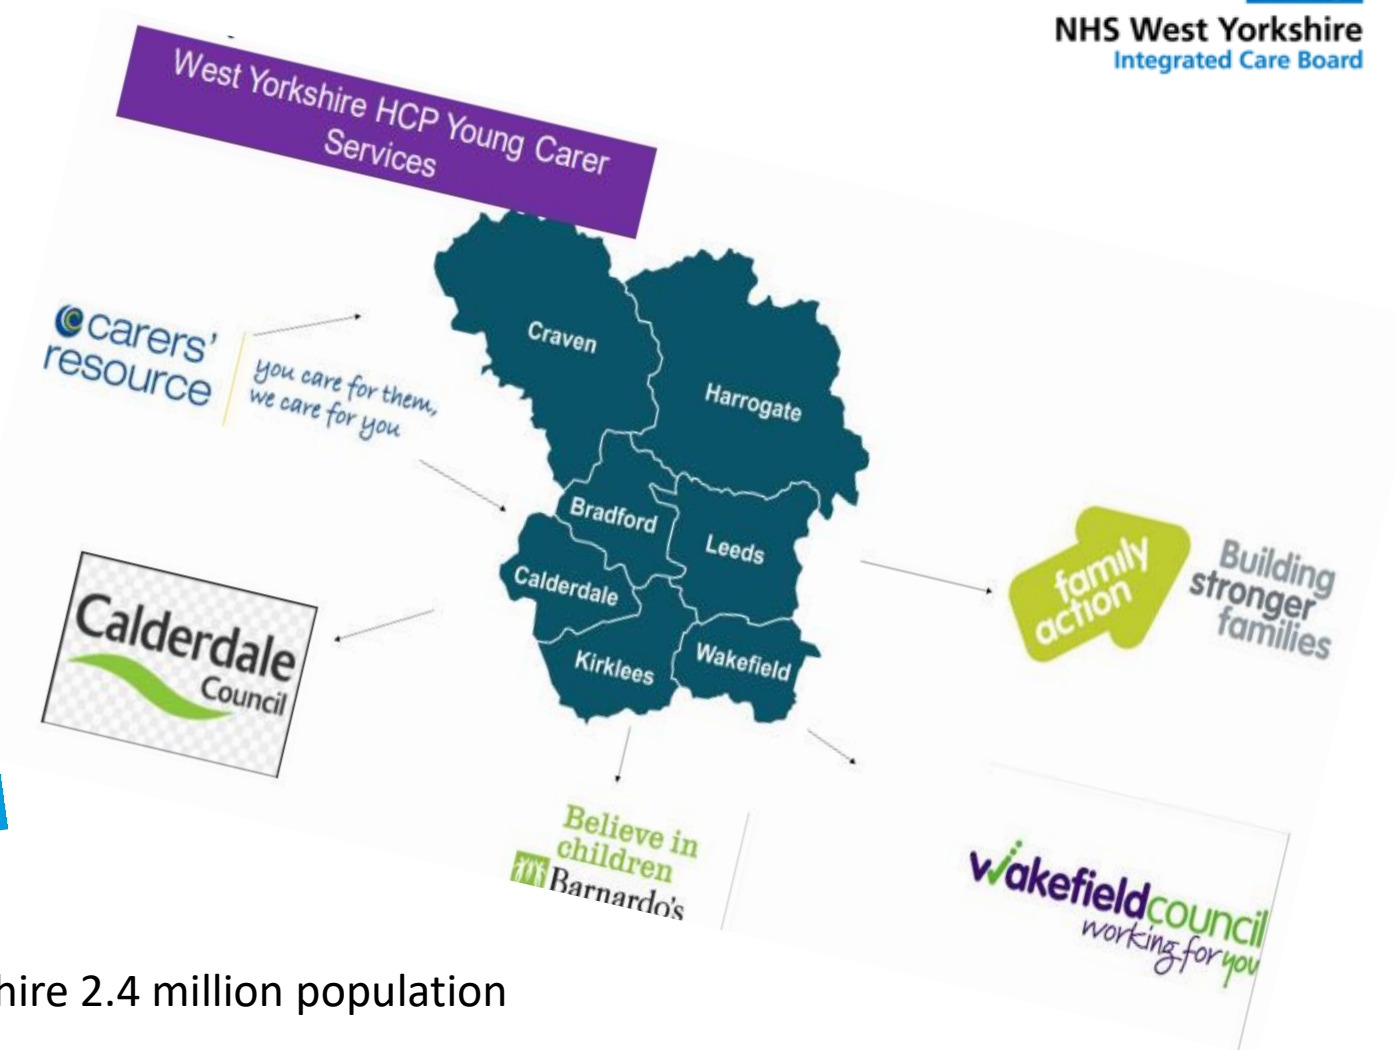 NHS West Yorkshire
Integrated Care Board
West Yorkshire HCP Young Carer
Services
carers'
resource
you care for them,
we care for you
Craven
Harrogate
Bradford
Leeds
Calderdale
Kirklees
Wakefield
family
action
Building
stronger
families
Calderdale
Council
Believe in
children
Barnardo's
wakefieldcouncil
working for you
hire 2.4 million population